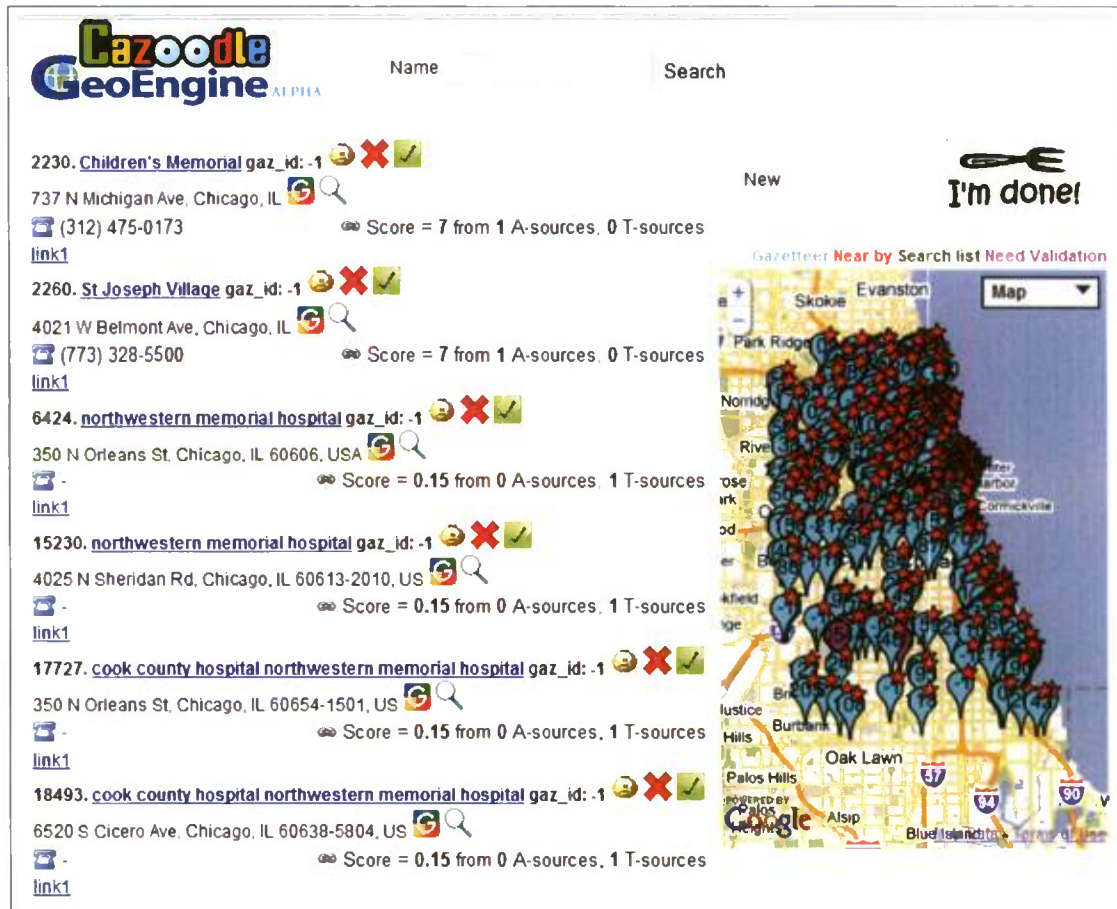 Cazoodle
GeoEngine ALPHA
Name
Search
2230. Children's Memorial gaz_id: -1
737 N Michigan Ave, Chicago, IL
(312) 475-0173
Score = 7 from 1 A-sources, 0 T-sources
link1
2260. St Joseph Village gaz_id: -1
4021 W Belmont Ave, Chicago, IL
(773) 328-5500
Score = 7 from 1 A-sources, 0 T-sources
link1
6424. northwestern memorial hospital gaz_id: -1
350 N Orleans St, Chicago, IL 60606, USA
-
Score = 0.15 from 0 A-sources, 1 T-sources
link1
15230. northwestern memorial hospital gaz_id: -1
4025 N Sheridan Rd, Chicago, IL 60613-2010, US
-
Score = 0.15 from 0 A-sources, 1 T-sources
link1
17727. cook county hospital northwestern memorial hospital gaz_id: -1
350 N Orleans St, Chicago, IL 60654-1501, US
-
Score = 0.15 from 0 A-sources, 1 T-sources
link1
18493. cook county hospital northwestern memorial hospital gaz_id: -1
6520 S Cicero Ave, Chicago, IL 60638-5804, US
-
Score = 0.15 from 0 A-sources, 1 T-sources
link1
New
I'm done!
Gazetteer Near by Search list Need Validation
Map
Skokie
Evanston
Park Ridge
Burbank
Hills
Oak Lawn
Palos Hills
57
94
90
POWERED BY
Google
Palos
Heights
Alsip
Blue Island
Terms of Use